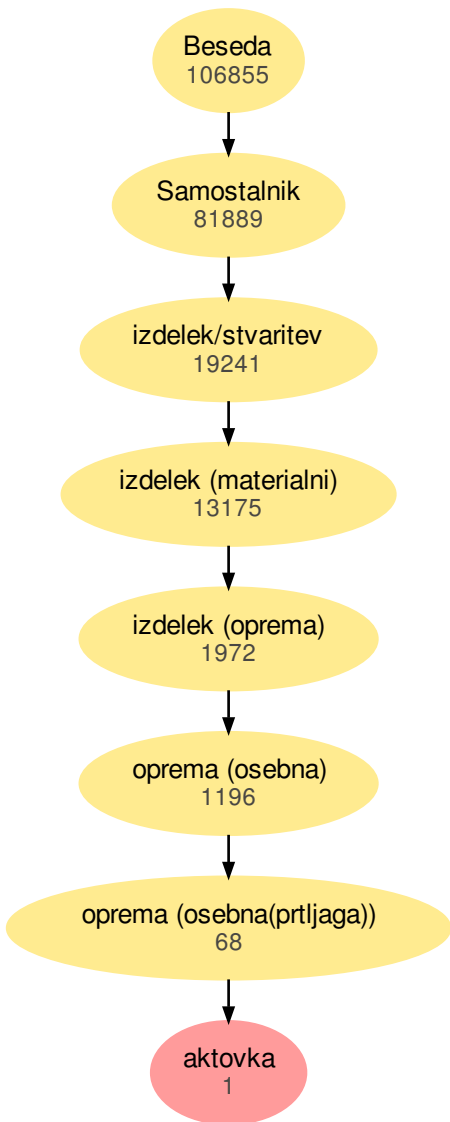 Beseda
106855
Samostalnik
81889
izdelek/stvaritev
19241
izdelek (materialni)
13175
izdelek (oprema)
1972
oprema (osebna)
1196
oprema (osebna(prtljaga))
68
aktovka
1